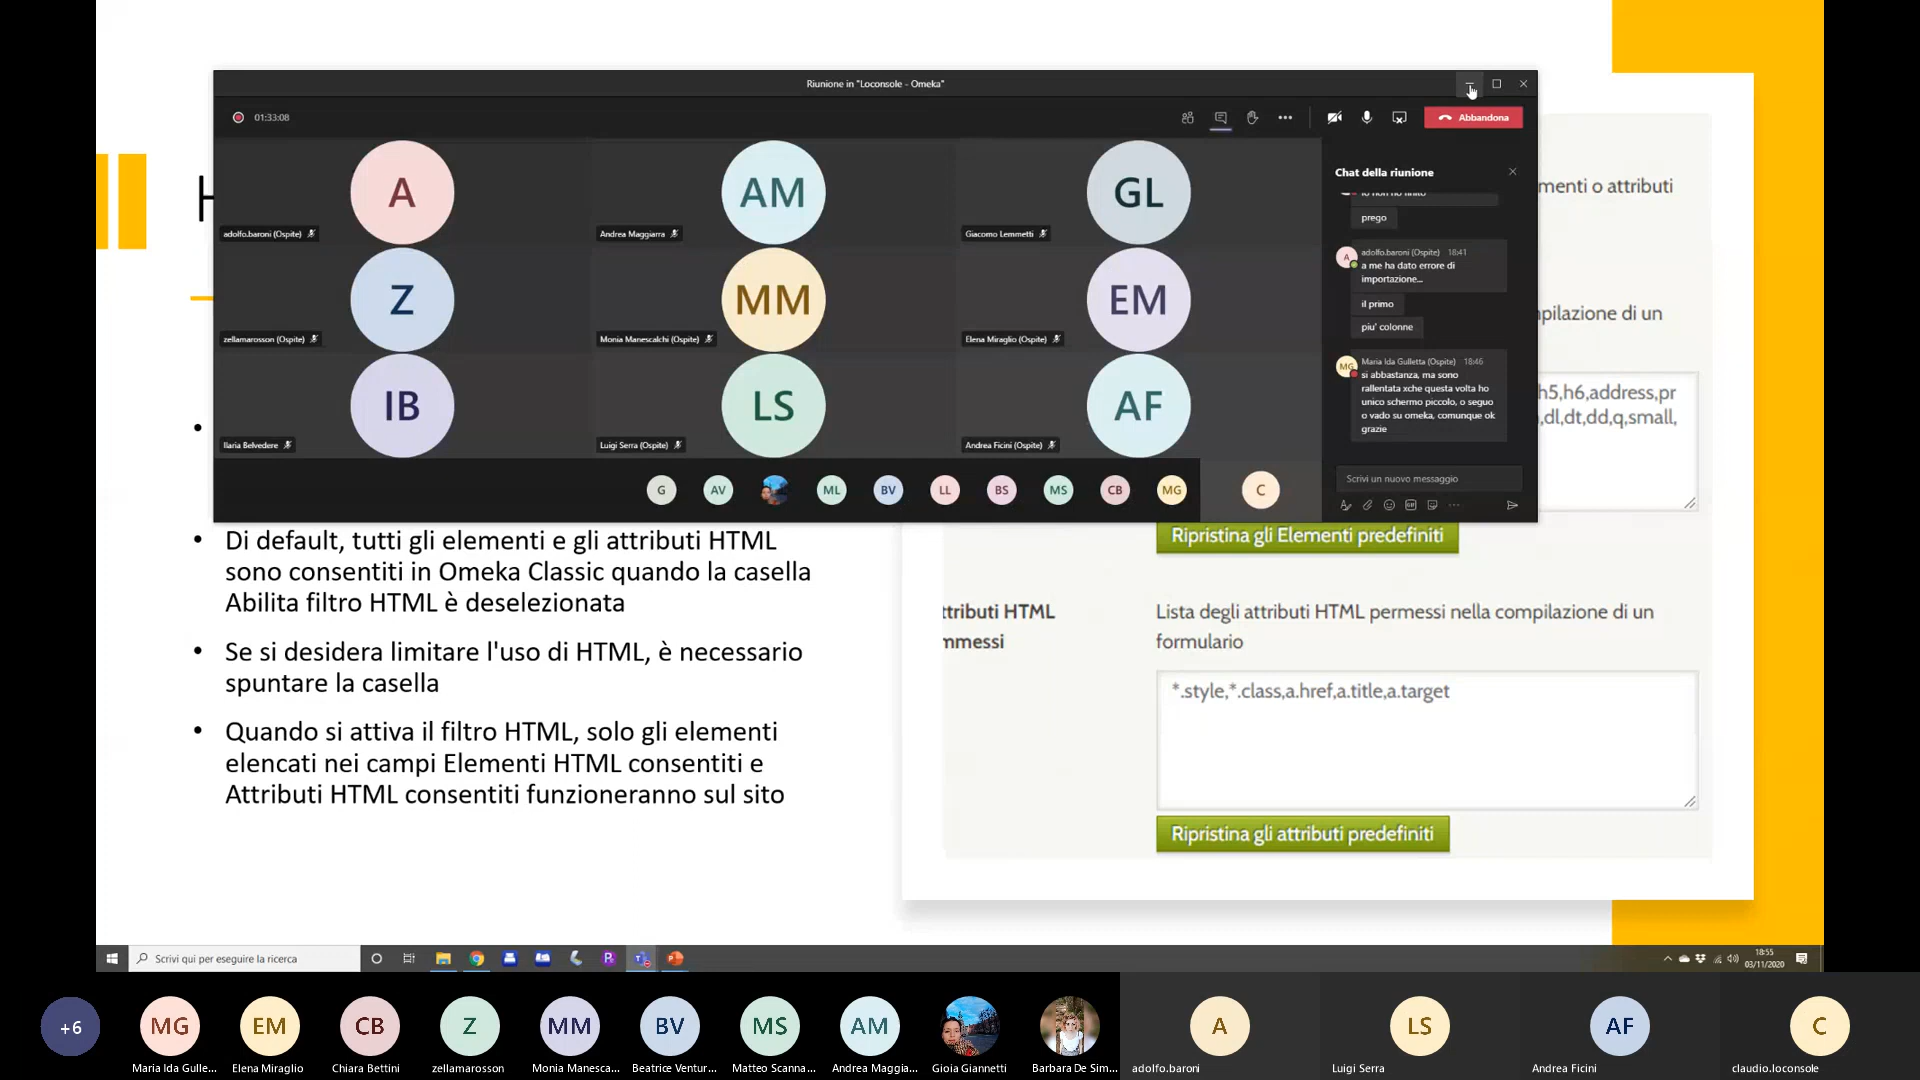 Riunione in "Loconsole - Omeka"
01:33:08
Abbandona
A
AM
GL
adolfo.baroni (Ospite)
Andrea Maggiarra
Giacomo Lemmetti
Z
MM
EM
zellamarosson (Ospite)
Monia Manescalchi (Ospite)
Elena Miraglio (Ospite)
IB
LS
AF
Ilaria Belvedere
Luigi Serra (Ospite)
Andrea Ficini (Ospite)
G
AV
ML
BV
LL
BS
MS
CB
MG
C
Chat della riunione
io non ho finito
prego
A
adolfo.baroni (Ospite) 18:41
a me ha dato errore di
importazione...
il primo
piu' colonne
MG
Maria Ida Gulletta (Ospite) 18:46
si abbastanza, ma sono
rallentata xche questa volta ho
unico schermo piccolo, o seguo
o vado su omeka, comunque ok
grazie
Scrivi un nuovo messaggio
H
• Di default, tutti gli elementi e gli attributi HTML
sono consentiti in Omeka Classic quando la casella
Abilita filtro HTML è deselezionata
• Se si desidera limitare l'uso di HTML, è necessario
spuntare la casella
• Quando si attiva il filtro HTML, solo gli elementi
elencati nei campi Elementi HTML consentiti e
Attributi HTML consentiti funzioneranno sul sito
menti o attributi
npilazione di un
h5,h6,address,pr
,dl,dt,dd,q,small,
Ripristina gli Elementi predefiniti
ttributi HTML
mmessi
Lista degli attributi HTML permessi nella compilazione di un
formulario
*.style,*.class,a.href,a.title,a.target
Ripristina gli attributi predefiniti
Scrivi qui per eseguire la ricerca
18:55
03/11/2020
+6
MG
EM
CB
Z
MM
BV
MS
AM
A
LS
AF
C
Maria Ida Gulle...
Elena Miraglio
Chiara Bettini
zellamarosson
Monia Manesca...
Beatrice Ventur...
Matteo Scanna...
Andrea Maggia...
Gioia Giannetti
Barbara De Sim...
adolfo.baroni
Luigi Serra
Andrea Ficini
claudio.loconsole